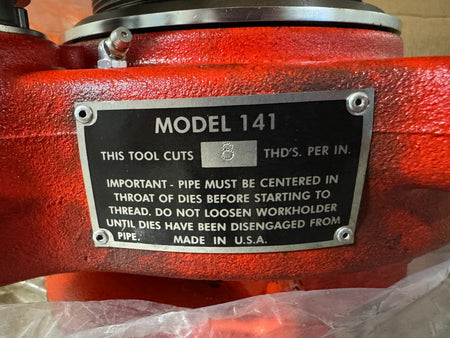 MODEL 141
THIS TOOL CUTS 8 THD'S. PER IN.
IMPORTANT - PIPE MUST BE CENTERED IN
THROAT OF DIES BEFORE STARTING TO
THREAD. DO NOT LOOSEN WORKHOLDER
UNTIL DIES HAVE BEEN DISENGAGED FROM
PIPE. MADE IN U.S.A.